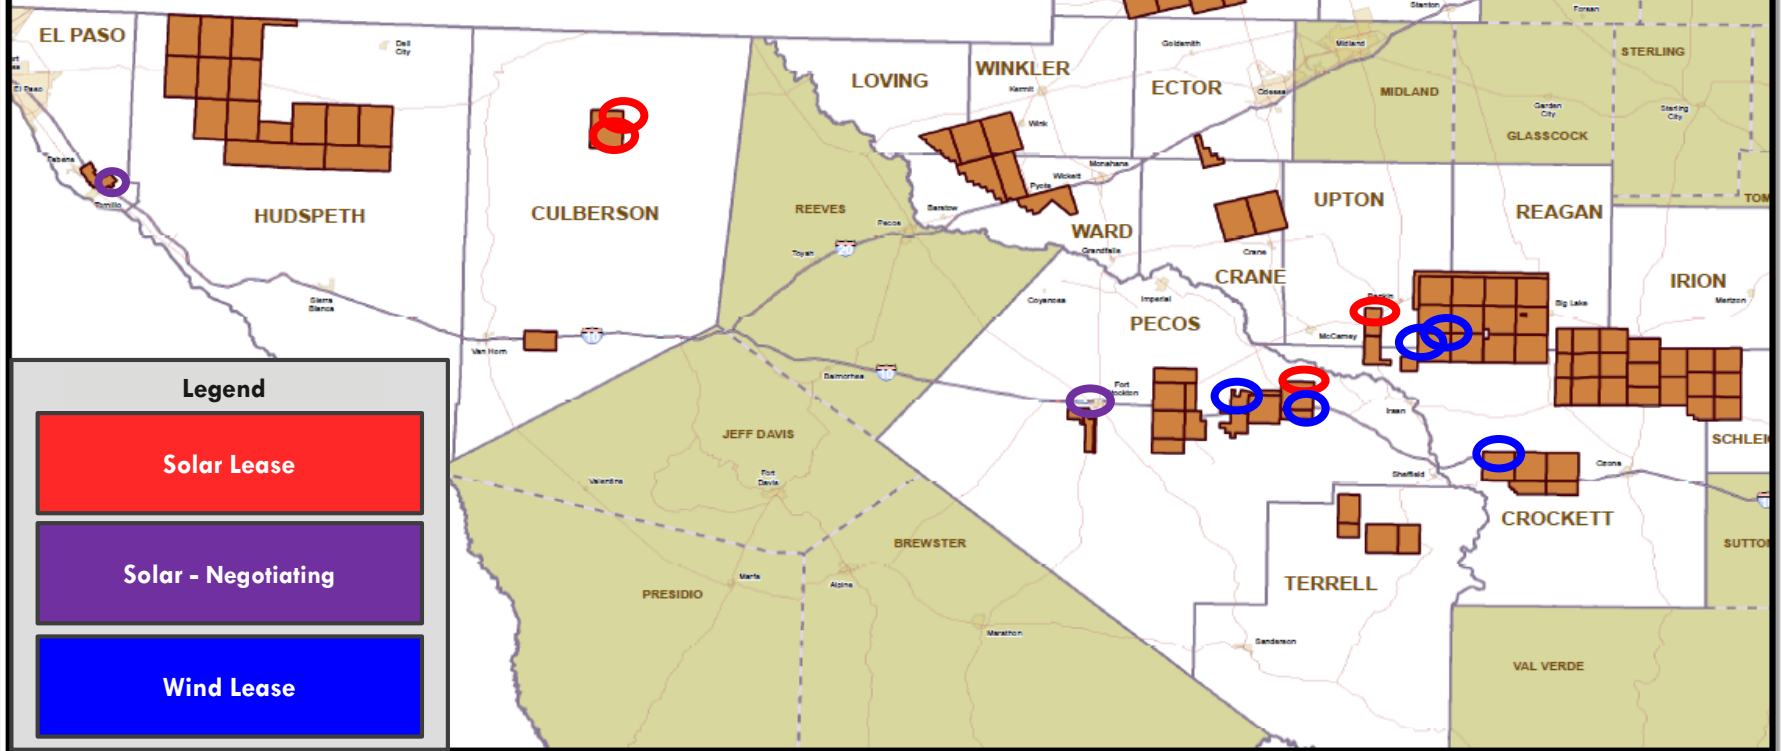 Stanton
Forsan
EL PASO
Dell
City
Goldsmith
Midland
STERLING
LOVING
WINKLER
Kermit
ECTOR
Odessa
MIDLAND
El Paso
Garden
City
Sterling
City
Wink
GLASSCOCK
Fabens
Monahans
Wickett
Pyote
Tornillo
HUDSPETH
CULBERSON
REEVES
Barstow
Pecos
WARD
UPTON
REAGAN
TOM
Toyah
20
Grandfalls
Crane
CRANE
IRION
Sierra
Blanca
Coyanosa
Imperial
Rankin
Big Lake
Mertzon
PECOS
McCamey
Van Horn
10
Balmorhea
10
Fort
Stockton
Iraan
JEFF DAVIS
SCHLEI
Fort
Davis
Valentine
Sheffield
Ozona
CROCKETT
BREWSTER
SUTTO
Marfa
Alpine
TERRELL
PRESIDIO
Marathon
Sanderson
VAL VERDE
Legend
Solar Lease
Solar - Negotiating
Wind Lease